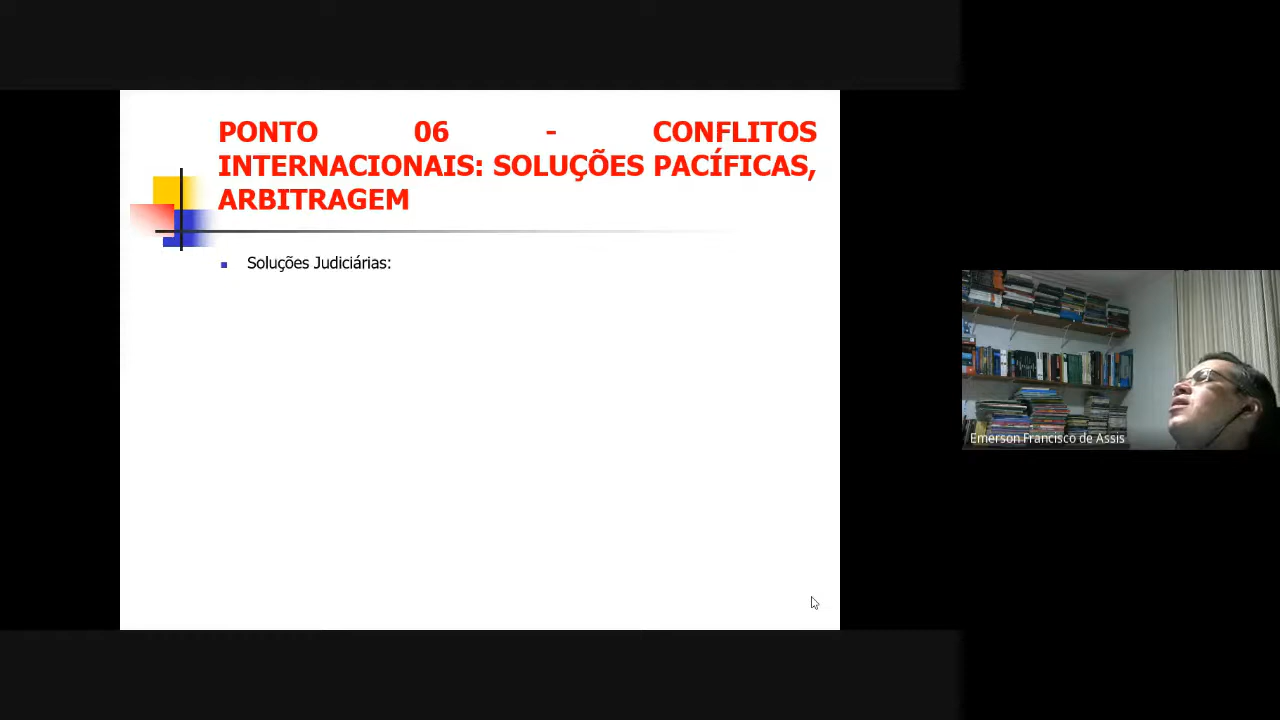 PONTO 06 - CONFLITOS
INTERNACIONAIS: SOLUÇÕES PACÍFICAS,
ARBITRAGEM
Soluções Judiciárias:
Emerson Francisco de Assis